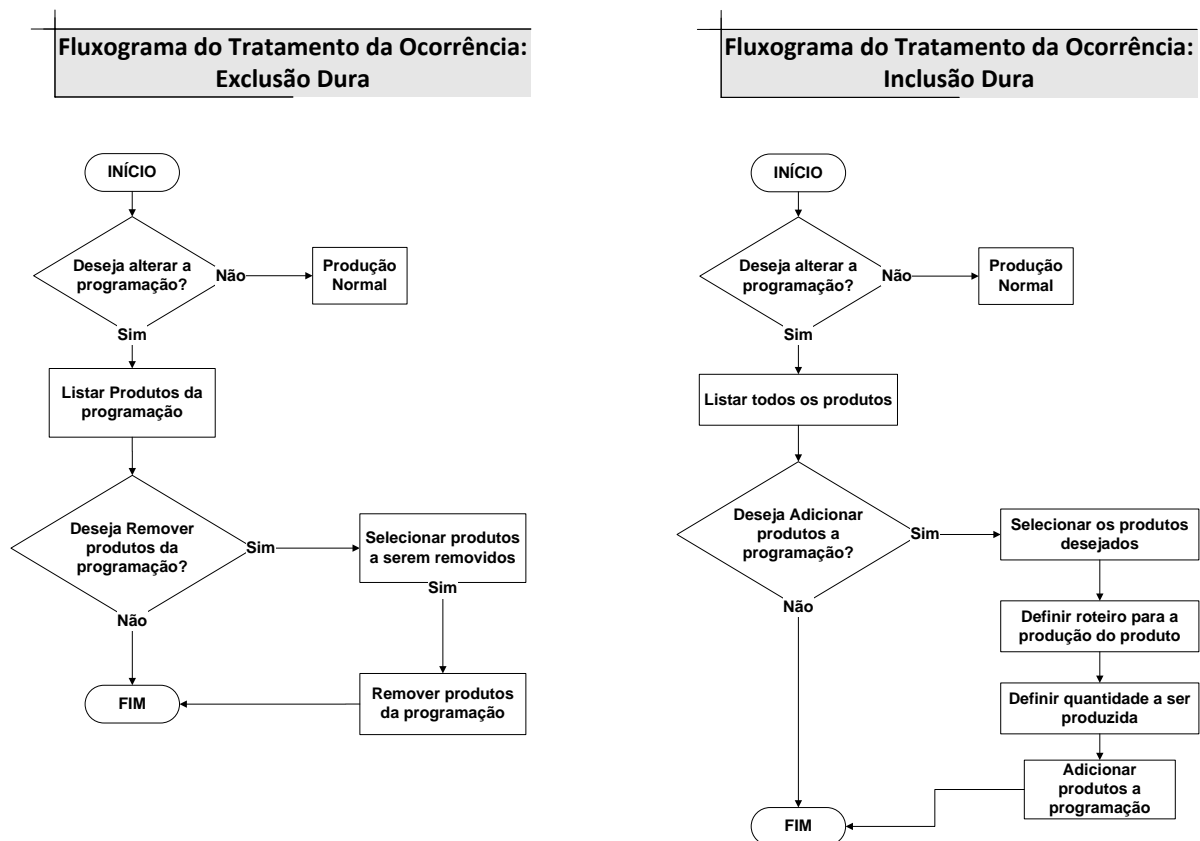 Fluxograma do Tratamento da Ocorrência:
Exclusão Dura
INÍCIO
Deseja alterar a
programação?
Não
Produção
Normal
Sim
Listar Produtos da
programação
Deseja Remover
produtos da
programação?
Sim
Selecionar produtos
a serem removidos
Sim
Não
Remover produtos
da programação
FIM
Fluxograma do Tratamento da Ocorrência:
Inclusão Dura
INÍCIO
Deseja alterar a
programação?
Não
Produção
Normal
Sim
Listar todos os produtos
Deseja Adicionar
produtos a
programação?
Sim
Selecionar os produtos
desejados
Não
Definir roteiro para a
produção do produto
Definir quantidade a ser
produzida
Adicionar
produtos a
programação
FIM